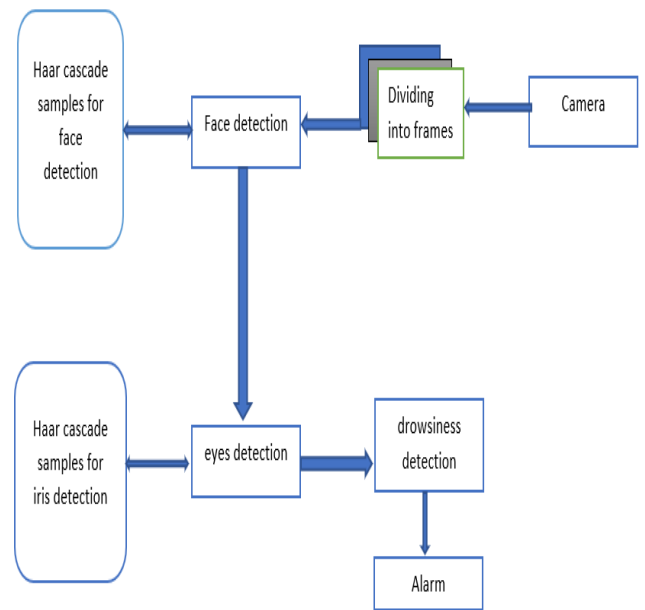 Haar cascade
samples for
face
detection
Face detection
Dividing
into frames
Camera
Haar cascade
samples for
iris detection
eyes detection
drowsiness
detection
Alarm